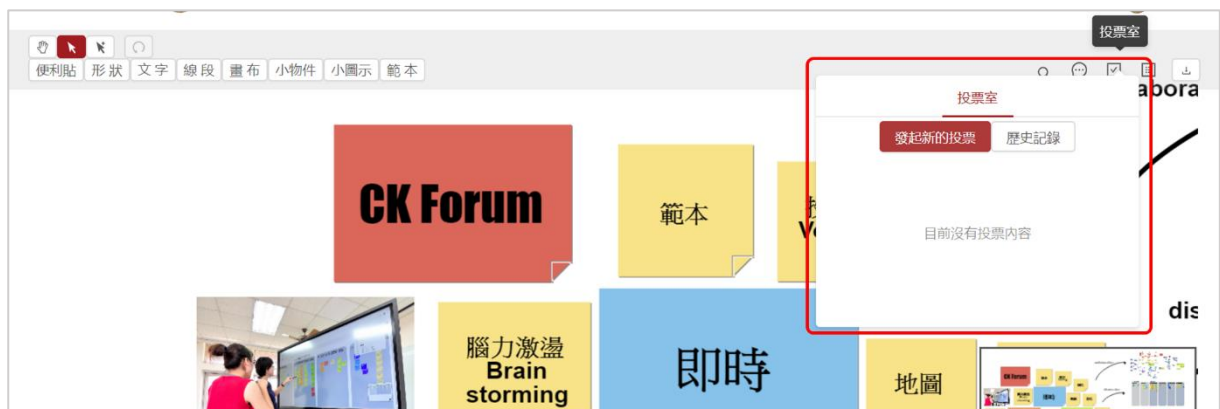 投票室
便利貼 形狀 文字 線段 畫布 小物件 小圖示 範本
投票室
發起新的投票 歷史記錄
目前沒有投票內容
abora
CK Forum
範本
dis
腦力激盪
Brain
storming
即時
地圖
CK Forum